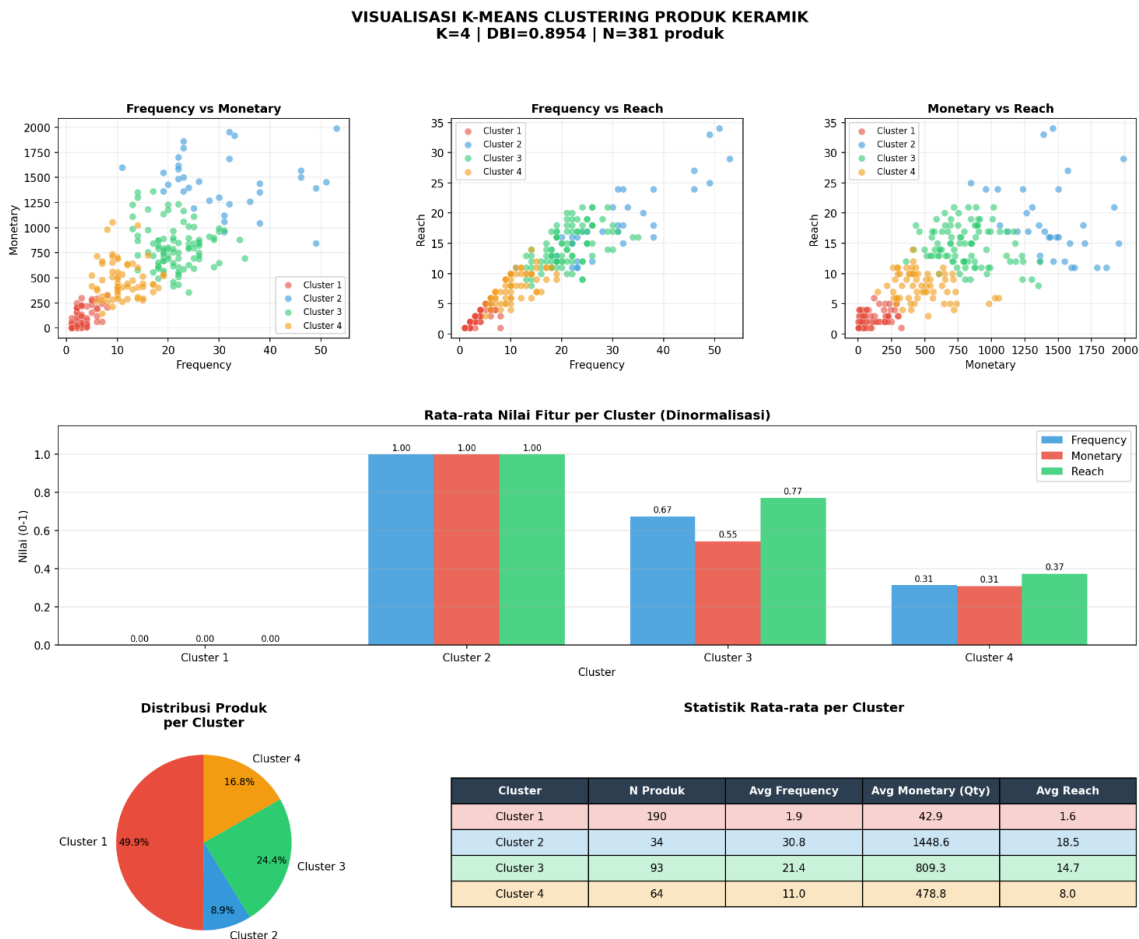 VISUALISASI K-MEANS CLUSTERING PRODUK KERAMIK
K=4 | DBI=0.8954 | N=381 produk
Frequency vs Monetary
Monetary
2000
1750
1500
1250
1000
750
500
250
0
0 10 20 30 40 50
Frequency
Cluster 1
Cluster 2
Cluster 3
Cluster 4
Frequency vs Reach
Reach
35
30
25
20
15
10
5
0
0 10 20 30 40 50
Frequency
Cluster 1
Cluster 2
Cluster 3
Cluster 4
Monetary vs Reach
Reach
35
30
25
20
15
10
5
0
0 250 500 750 1000 1250 1500 1750 2000
Monetary
Cluster 1
Cluster 2
Cluster 3
Cluster 4
Rata-rata Nilai Fitur per Cluster (Dinormalisasi)
Nilai (0-1)
1.0
0.8
0.6
0.4
0.2
0.0
0.00 0.00 0.00
1.00 1.00 1.00
0.67 0.55 0.77
0.31 0.31 0.37
Frequency
Monetary
Reach
Cluster 1 Cluster 2 Cluster 3 Cluster 4
Cluster
Distribusi Produk
per Cluster
Cluster 4
16.8%
Cluster 1 49.9%
24.4% Cluster 3
8.9%
Cluster 2
Statistik Rata-rata per Cluster
Cluster N Produk Avg Frequency Avg Monetary (Qty) Avg Reach
Cluster 1 190 1.9 42.9 1.6
Cluster 2 34 30.8 1448.6 18.5
Cluster 3 93 21.4 809.3 14.7
Cluster 4 64 11.0 478.8 8.0